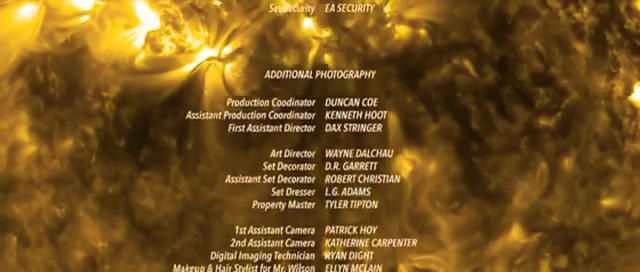 Set Security EA SECURITY
ADDITIONAL PHOTOGRAPHY
Production Coodinator DUNCAN COE
Assistant Production Coordinator KENNETH HOOT
First Assistant Director DAX STRINGER
Art Director WAYNE DALCHAU
Set Decorator D.R. GARRETT
Assistant Set Decorator ROBERT CHRISTIAN
Set Dresser L.G. ADAMS
Property Master TYLER TIPTON
1st Assistant Camera PATRICK HOY
2nd Assistant Camera KATHERINE CARPENTER
Digital Imaging Technician RYAN DIGHT
Makeup & Hair Stylist for Mr. Wilson ELLYN MCLAIN